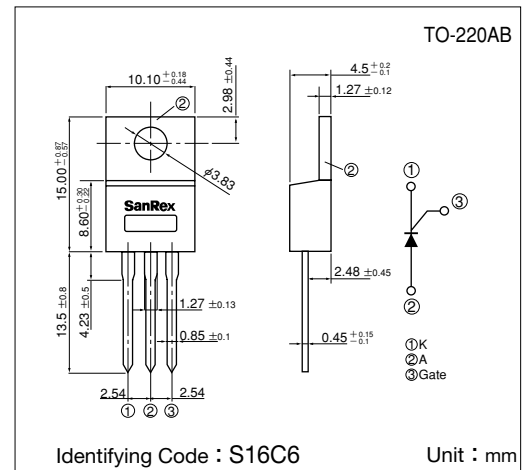 TO-220AB
10.10 +0.18 -0.44
②
2.98 ±0.44
4.5 +0.2 -0.1
1.27 ±0.12
φ3.83
15.00 +0.87 -0.57
8.60 +0.30 -0.22
SanRex
②
①
③
②
13.5 ±0.8
4.23 ±0.5
1.27 ±0.13
0.85 ±0.1
2.48 ±0.45
0.45 +0.15 -0.1
2.54
2.54
① ② ③
①K
②A
③Gate
Identifying Code：S16C6
Unit：mm